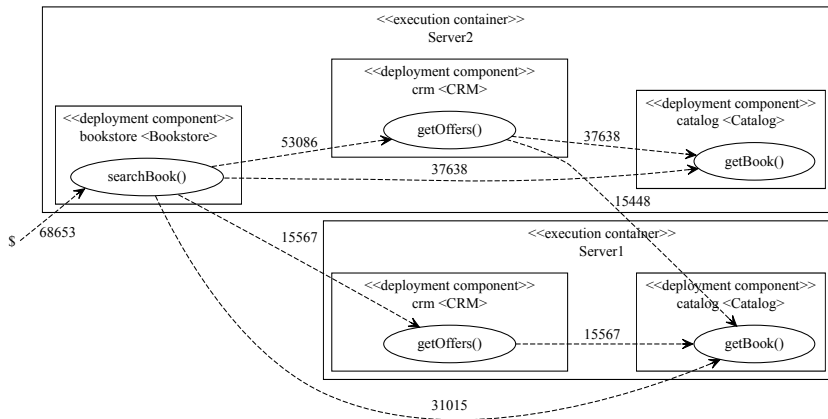 <<execution container>>
Server2
<<deployment component>>
crm <CRM>
getOffers()
<<deployment component>>
catalog <Catalog>
getBook()
<<deployment component>>
bookstore <Bookstore>
searchBook()
53086
37638
37638
15448
$
68653
15567
<<execution container>>
Server1
<<deployment component>>
crm <CRM>
getOffers()
<<deployment component>>
catalog <Catalog>
getBook()
15567
31015